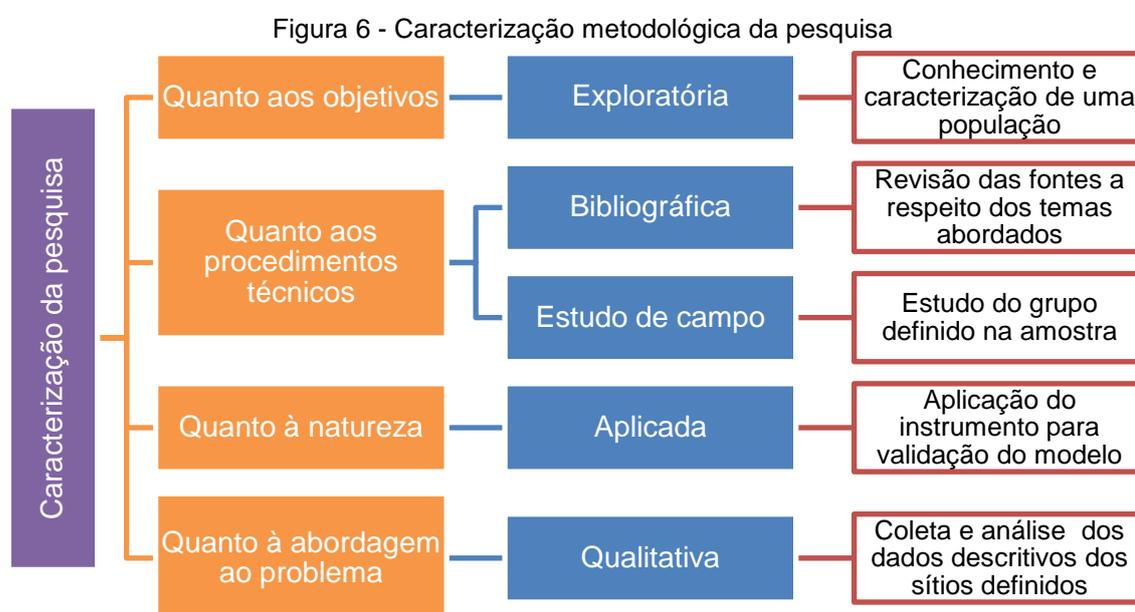 Figura 6 - Caracterização metodológica da pesquisa
Caracterização da pesquisa
Quanto aos objetivos
Exploratória
Conhecimento e
caracterização de uma
população
Quanto aos
procedimentos
técnicos
Bibliográfica
Revisão das fontes a
respeito dos temas
abordados
Estudo de campo
Estudo do grupo
definido na amostra
Quanto à natureza
Aplicada
Aplicação do
instrumento para
validação do modelo
Quanto à abordagem
ao problema
Qualitativa
Coleta e análise dos
dados descritivos dos
sítios definidos